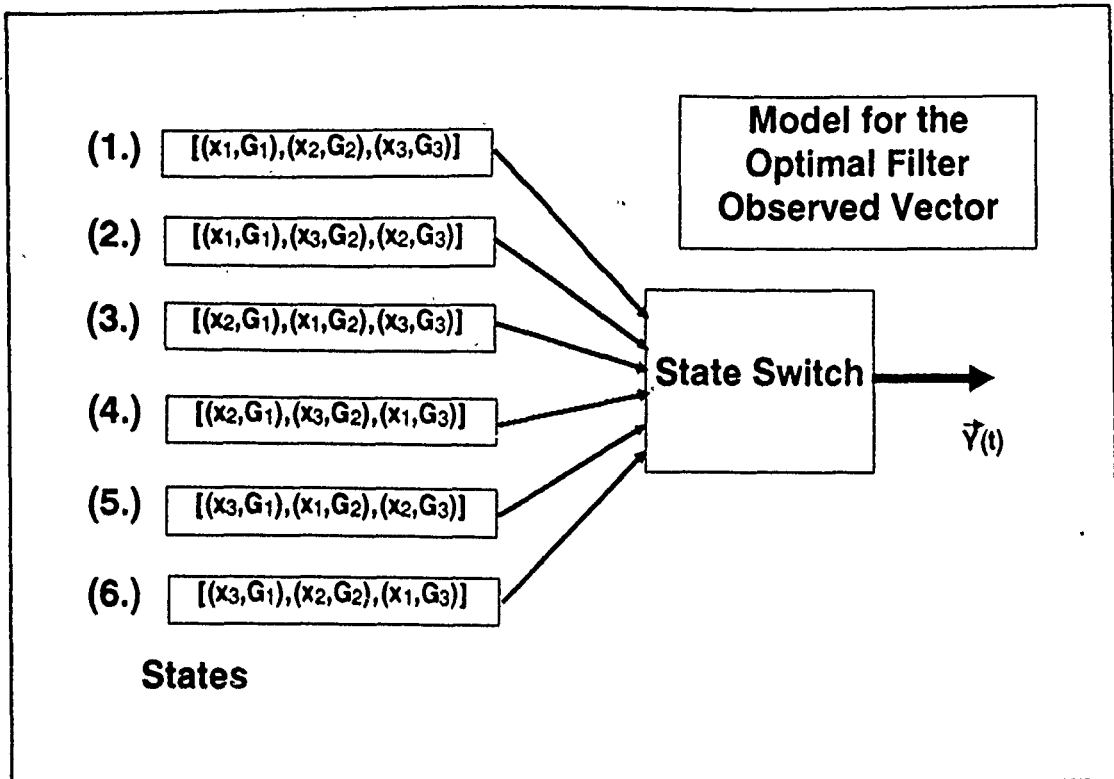 Model for the
Optimal Filter
Observed Vector
(1.) [(x₁,G₁),(x₂,G₂),(x₃,G₃)]
(2.) [(x₁,G₁),(x₃,G₂),(x₂,G₃)]
(3.) [(x₂,G₁),(x₁,G₂),(x₃,G₃)]
(4.) [(x₂,G₁),(x₃,G₂),(x₁,G₃)]
(5.) [(x₃,G₁),(x₁,G₂),(x₂,G₃)]
(6.) [(x₃,G₁),(x₂,G₂),(x₁,G₃)]
State Switch
Y⃗(t)
States